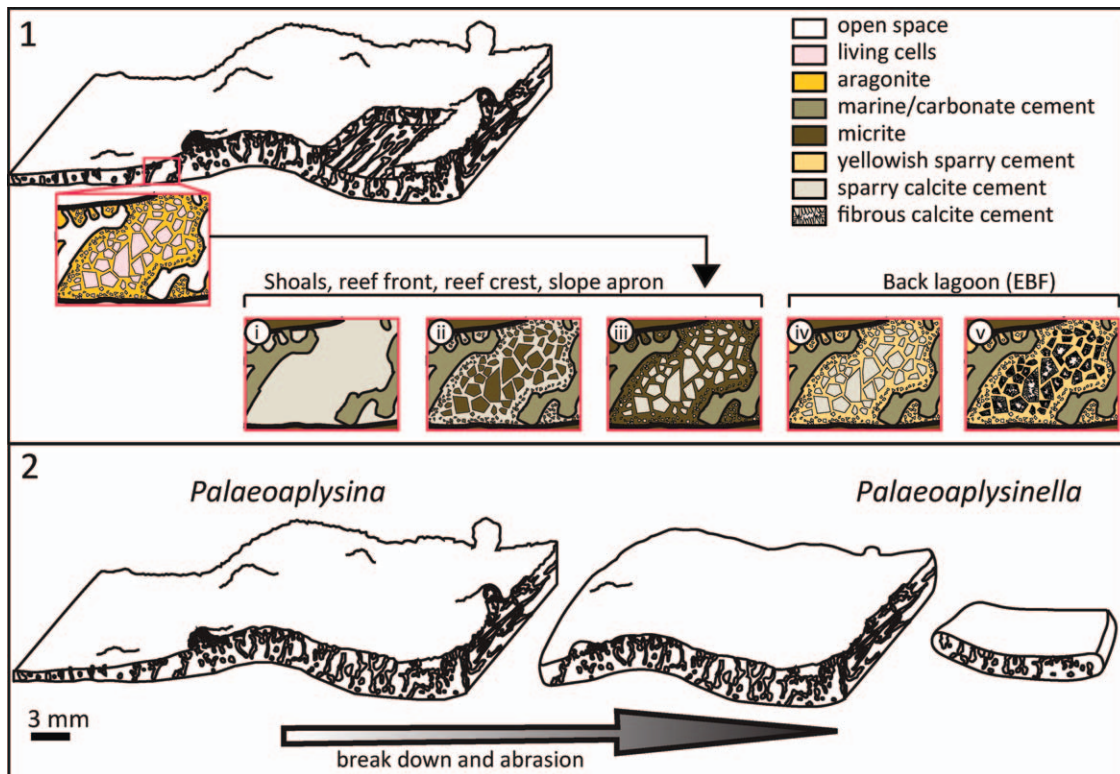 1
open space
living cells
aragonite
marine/carbonate cement
micrite
yellowish sparry cement
sparry calcite cement
fibrous calcite cement
Shoals, reef front, reef crest, slope apron
Back lagoon (EBF)
i
ii
iii
iv
v
2
Palaeoaplysina
Palaeoaplysinella
3 mm
break down and abrasion